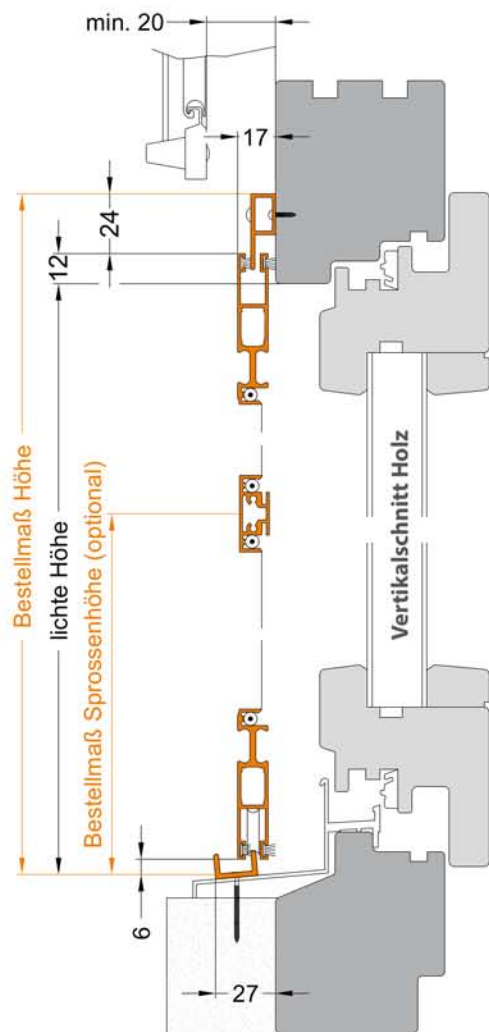 min. 20
17
24
12
Bestellmaß Höhe
lichte Höhe
Bestellmaß Sprossenhöhe (optional)
Vertikalschnitt Holz
6
27